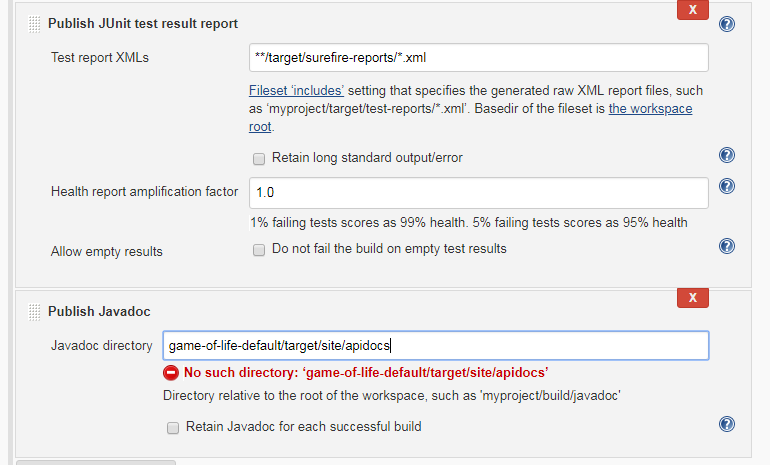 X
Publish JUnit test result report
Test report XMLs
**/target/surefire-reports/*.xml
Fileset ‘includes’ setting that specifies the generated raw XML report files, such
as ‘myproject/target/test-reports/*.xml’. Basedir of the fileset is the workspace
root.
Retain long standard output/error
Health report amplification factor 1.0
1% failing tests scores as 99% health. 5% failing tests scores as 95% health
Allow empty results Do not fail the build on empty test results
X
Publish Javadoc
Javadoc directory game-of-life-default/target/site/apidocs
No such directory: ‘game-of-life-default/target/site/apidocs’
Directory relative to the root of the workspace, such as 'myproject/build/javadoc'
Retain Javadoc for each successful build